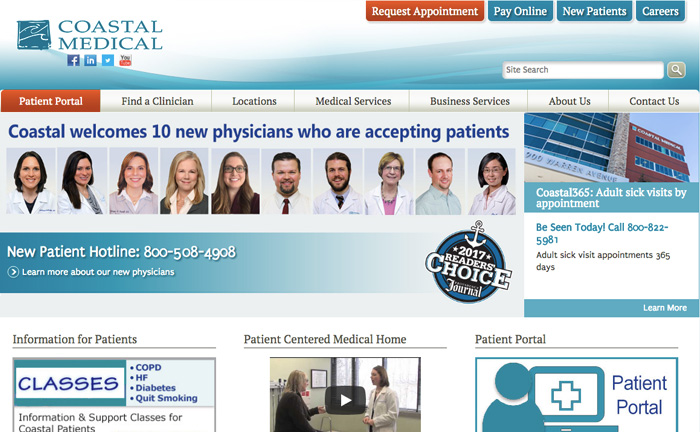 COASTAL
MEDICAL
Request Appointment
Pay Online
New Patients
Careers
You
Site Search
Patient Portal
Find a Clinician
Locations
Medical Services
Business Services
About Us
Contact Us
Coastal welcomes 10 new physicians who are accepting patients
New Patient Hotline: 800-508-4908
Learn more about our new physicians
2017
READERS'
CHOICE
Journal
COASTAL MEDICAL
WARREN AVENUE
Coastal365: Adult sick visits by
appointment
Be Seen Today! Call 800-822-
5981
Adult sick visit appointments 365
days
Learn More
Information for Patients
CLASSES
• COPD
• HF
• Diabetes
• Quit Smoking
Information & Support Classes for
Coastal Patients
Patient Centered Medical Home
Patient Portal
Patient
Portal